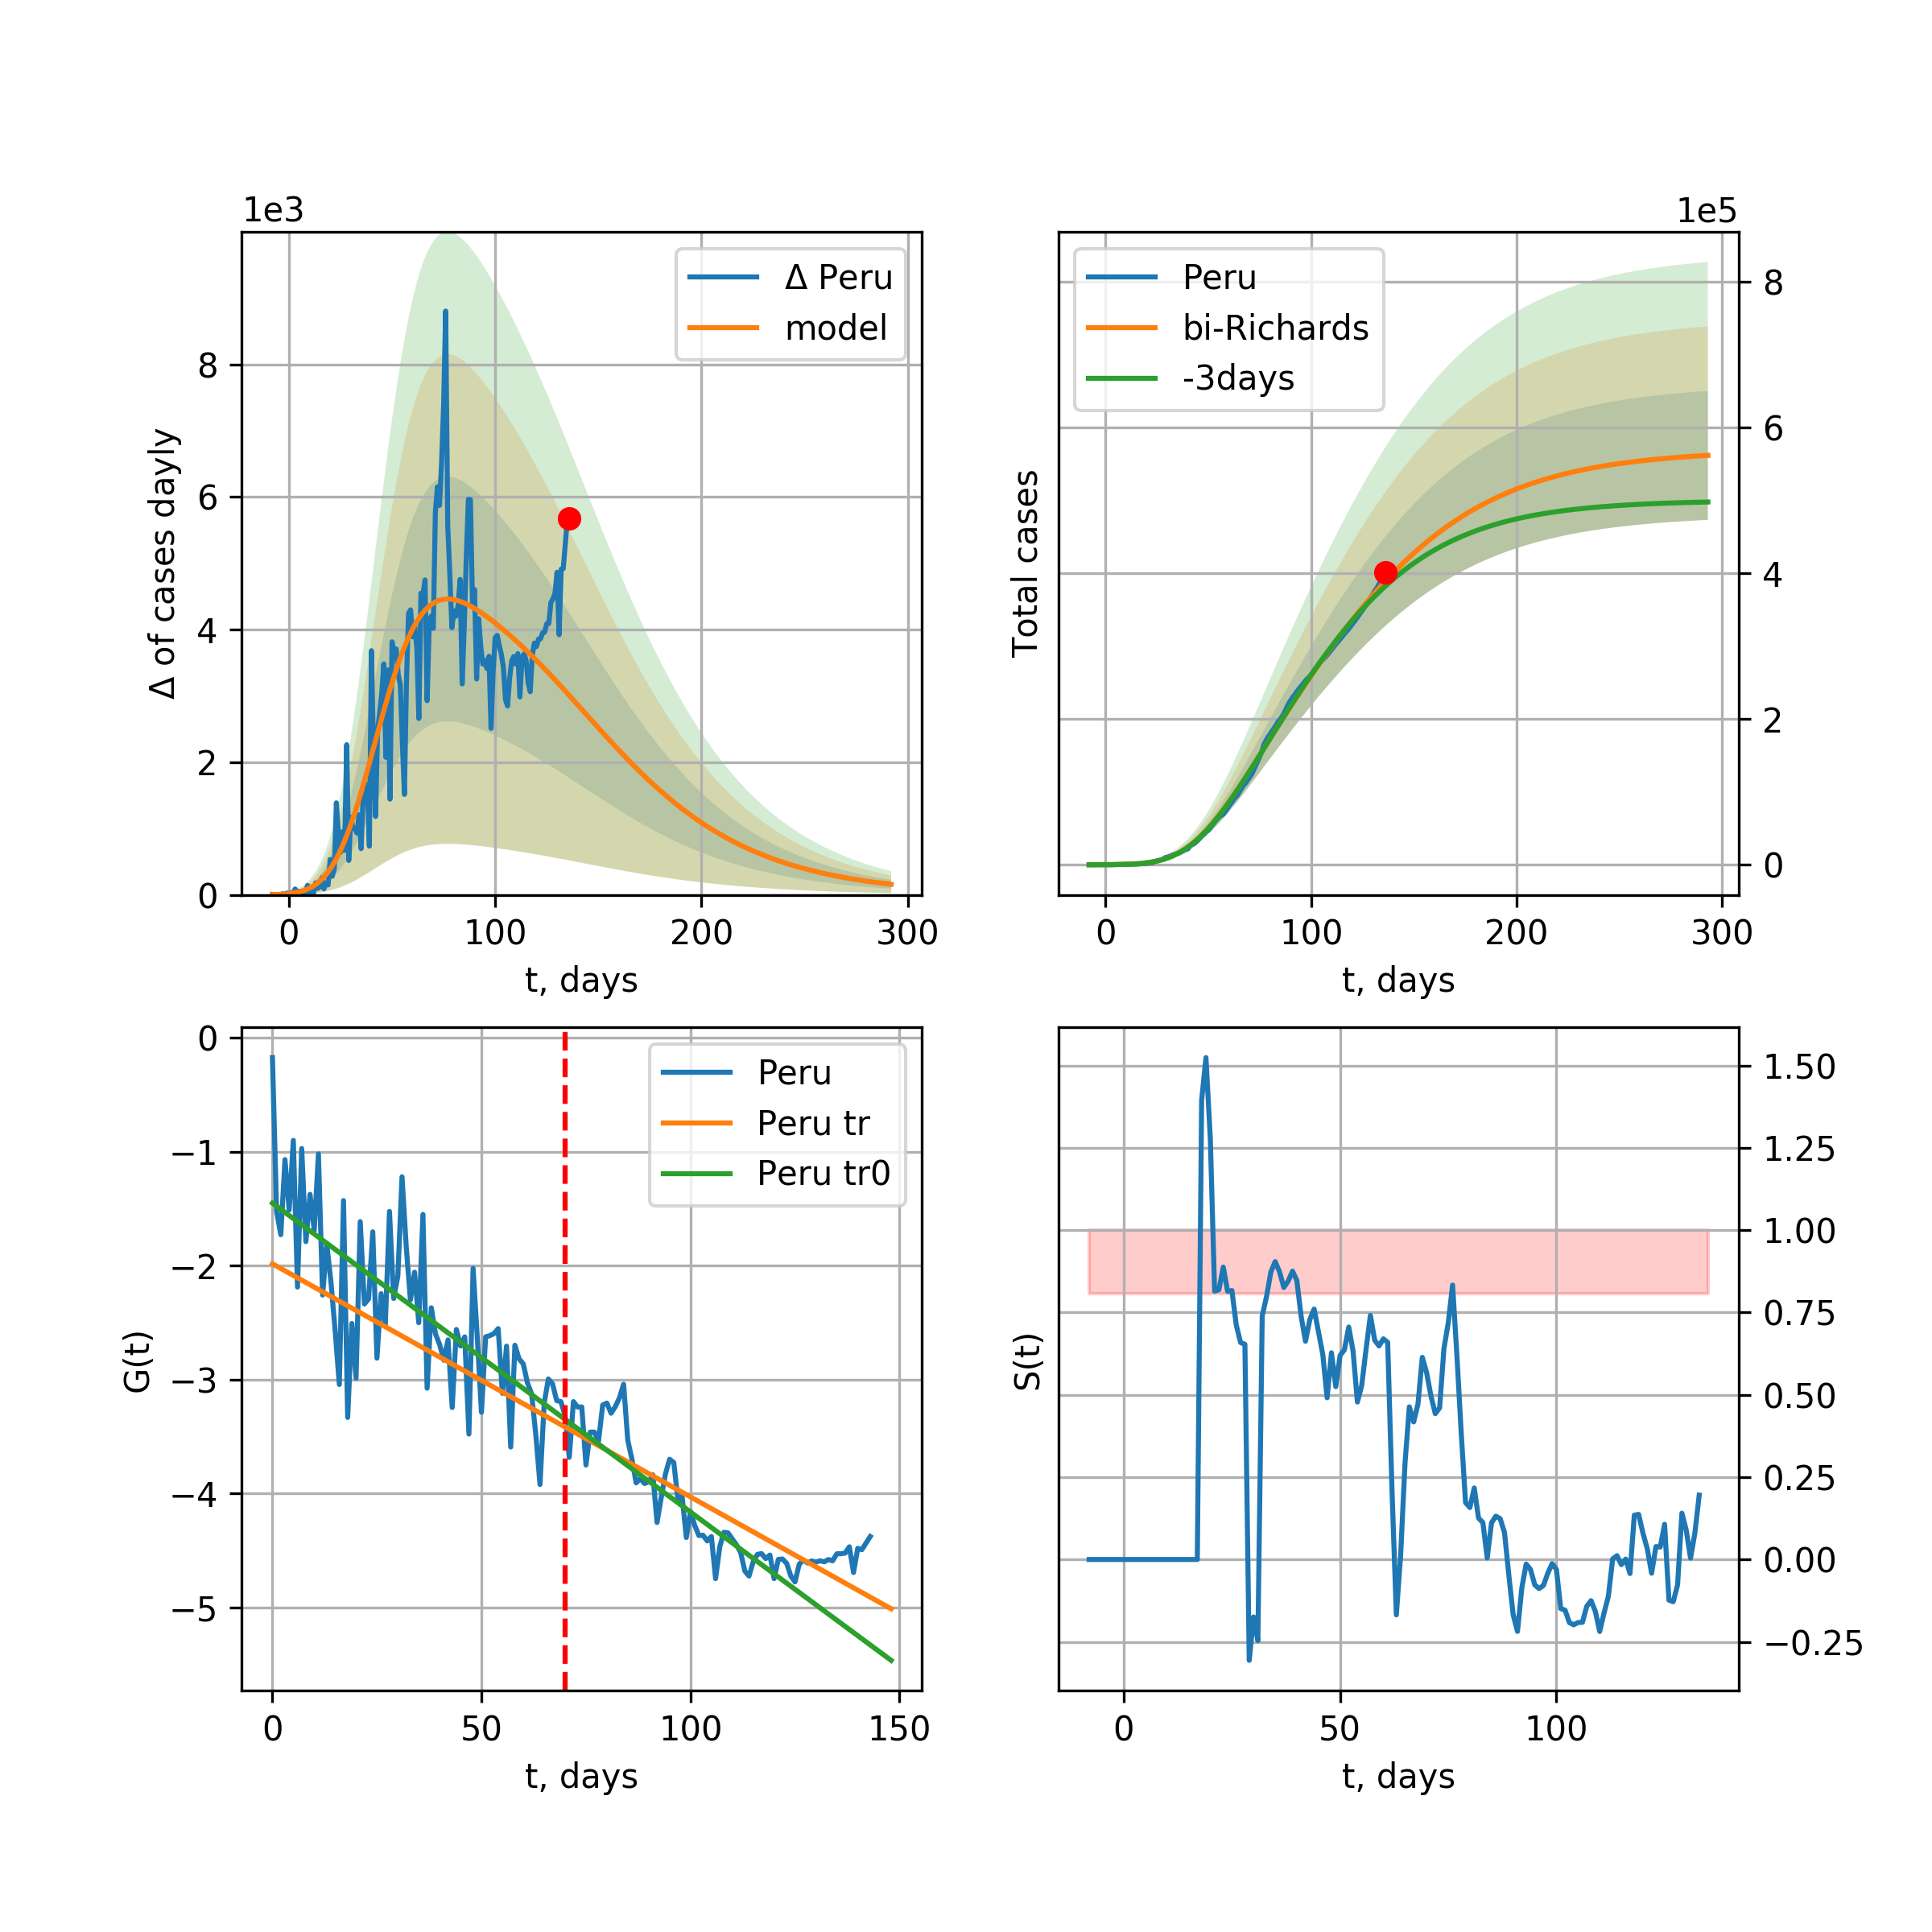 1e3
Δ of cases dayly
8
6
4
2
0
0 100 200 300
t, days
Δ Peru
model
1e5
Total cases
8
6
4
2
0
0 100 200 300
t, days
Peru
bi-Richards
-3days
G(t)
0
−1
−2
−3
−4
−5
0 50 100 150
t, days
Peru
Peru tr
Peru tr0
S(t)
1.50
1.25
1.00
0.75
0.50
0.25
0.00
−0.25
0 50 100
t, days